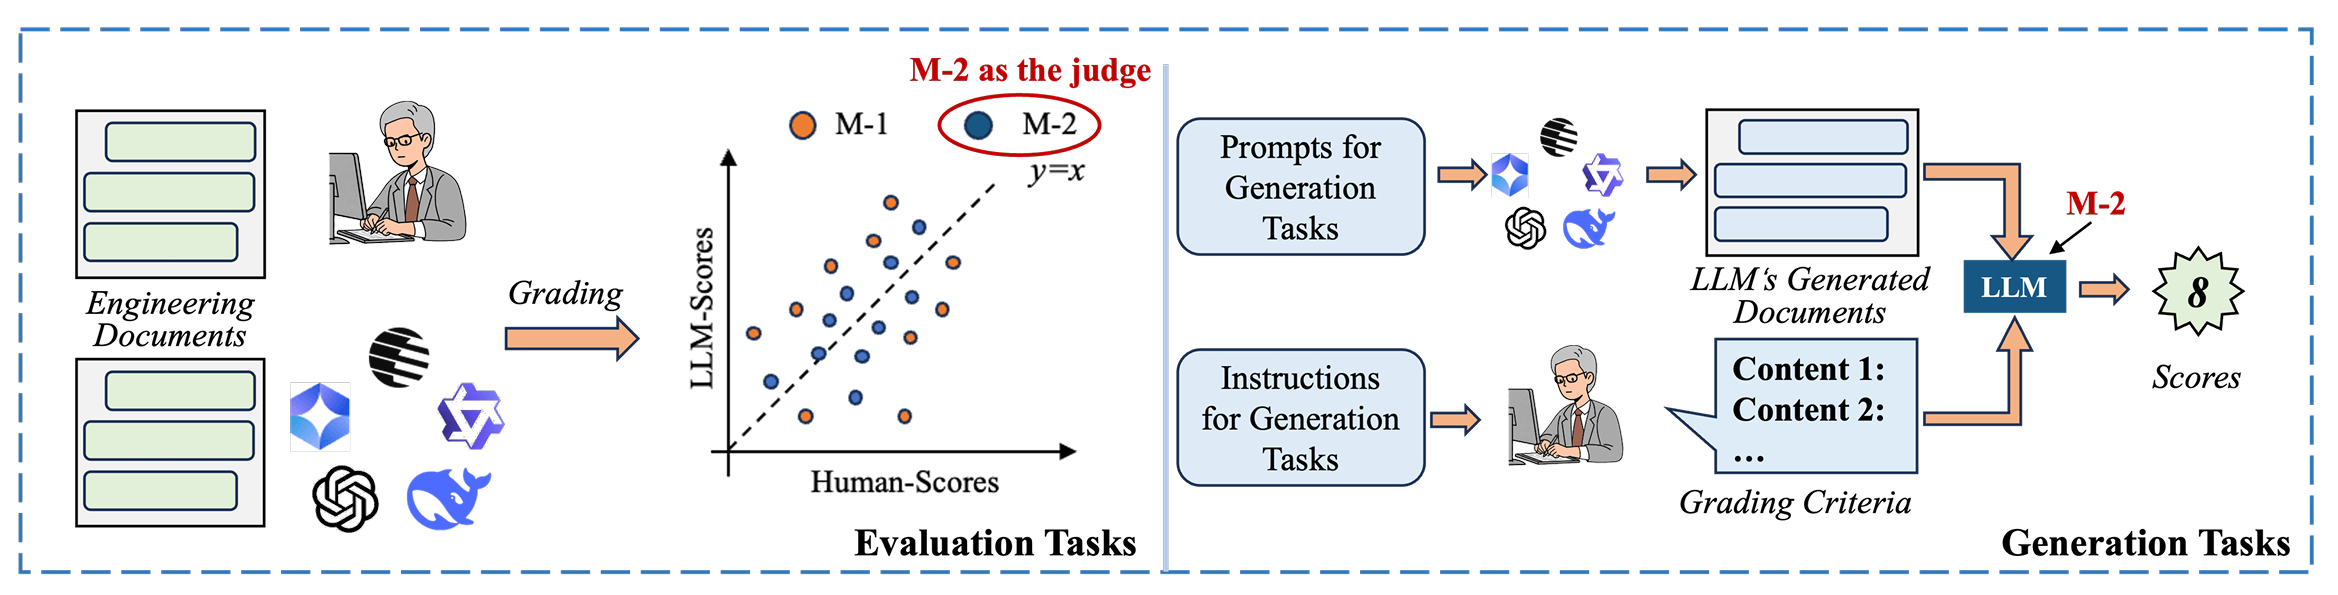 Engineering
Documents
Grading
M-2 as the judge
M-1
M-2
y=x
LLM-Scores
Human-Scores
Evaluation Tasks
Prompts for
Generation
Tasks
LLM‘s Generated
Documents
M-2
LLM
8
Scores
Instructions
for Generation
Tasks
Content 1:
Content 2:
...
Grading Criteria
Generation Tasks